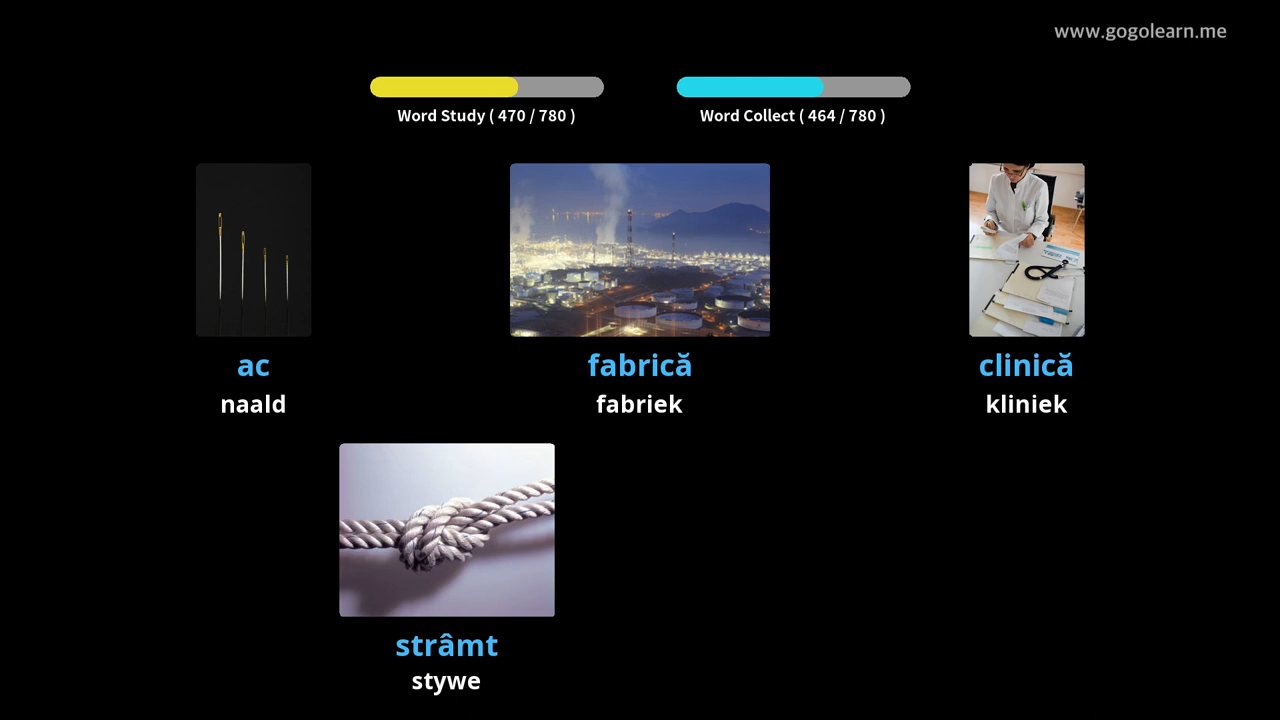 www.gogolearn.me
Word Study ( 470 / 780 )
Word Collect ( 464 / 780 )
ac
naald
fabrică
fabriek
clinică
kliniek
strâmt
stywe